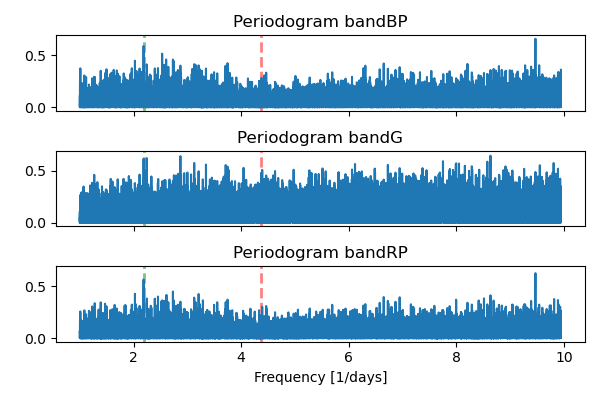 Periodogram bandBP
0.5
0.0
Periodogram bandG
0.5
0.0
Periodogram bandRP
0.5
0.0
2 4 6 8 10
Frequency [1/days]